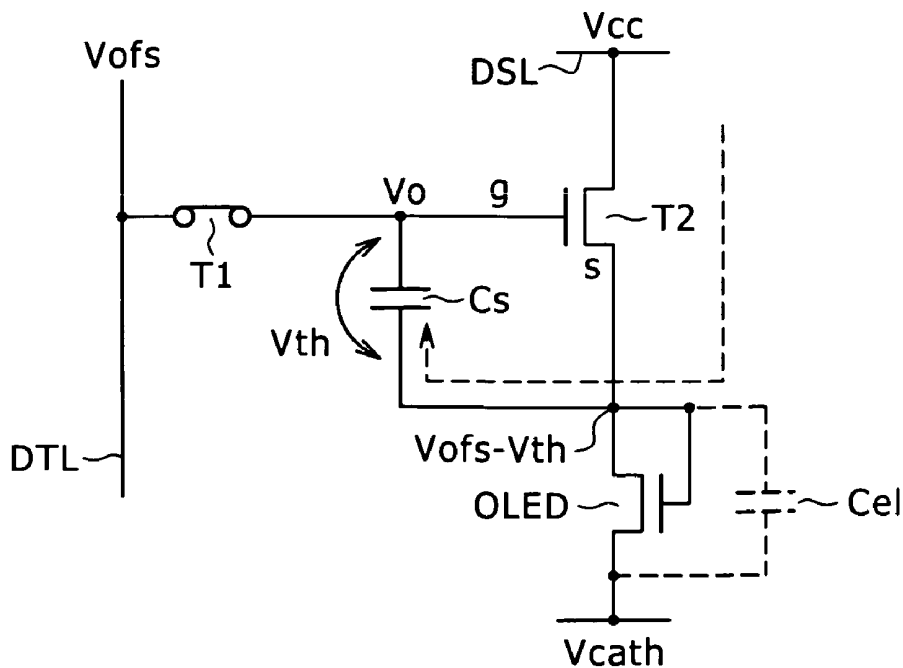 Vcc
Vofs
DSL
Vo
g
T2
T1
s
Cs
Vth
Vofs-Vth
DTL
OLED
Cel
Vcath